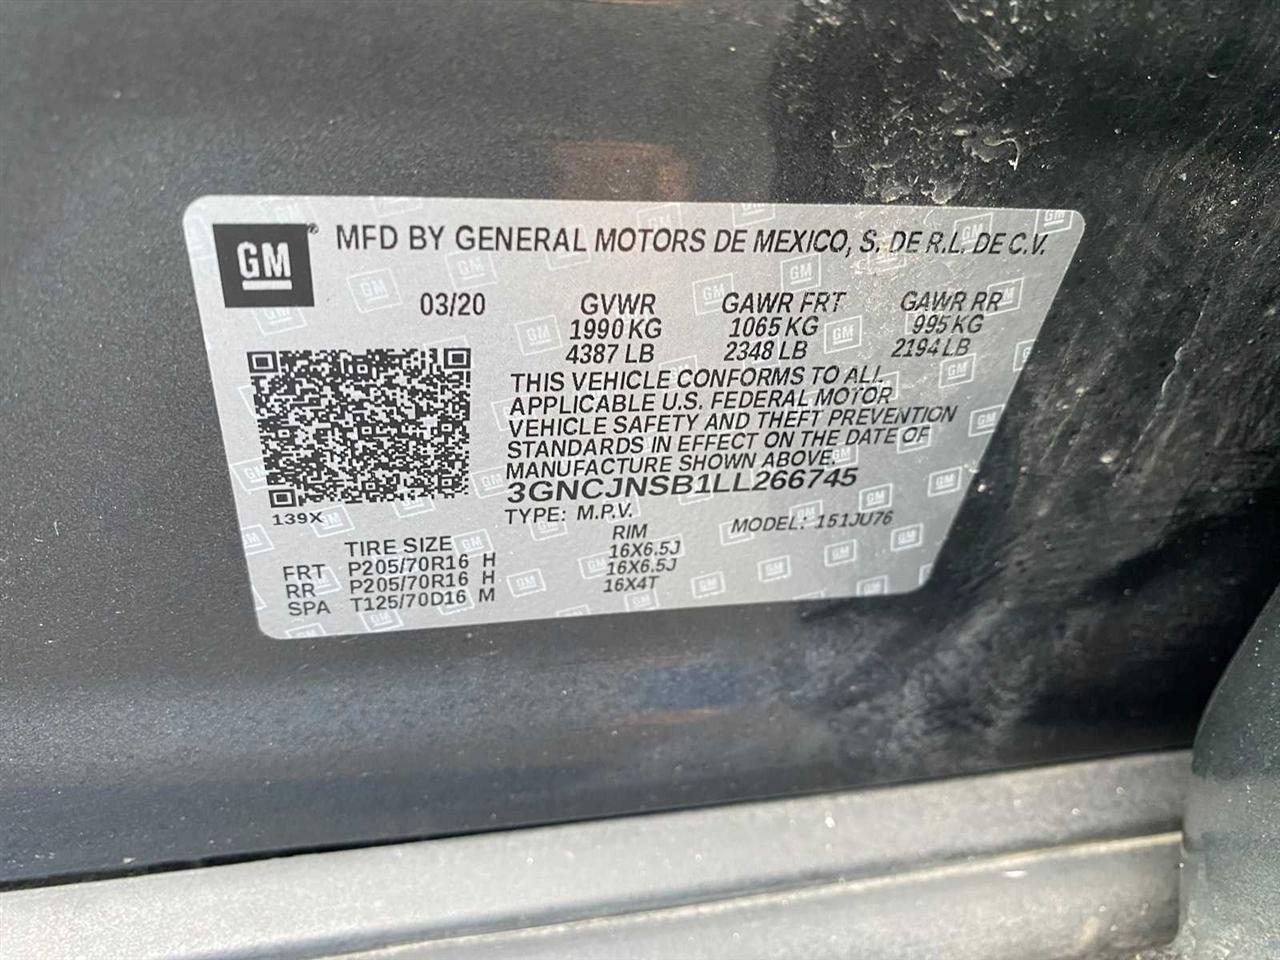 GM® MFD BY GENERAL MOTORS DE MEXICO, S. DE R.L. DE C.V.
03/20 GVWR GAWR FRT GAWR RR
1990 KG 1065 KG 995 KG
4387 LB 2348 LB 2194 LB
THIS VEHICLE CONFORMS TO ALL
APPLICABLE U.S. FEDERAL MOTOR
VEHICLE SAFETY AND THEFT PREVENTION
STANDARDS IN EFFECT ON THE DATE OF
MANUFACTURE SHOWN ABOVE.
3GNCJNSB1LL266745
139X TYPE: M.P.V. MODEL: 151JU76
TIRE SIZE RIM
FRT P205/70R16 H 16X6.5J
RR P205/70R16 H 16X6.5J
SPA T125/70D16 M 16X4T